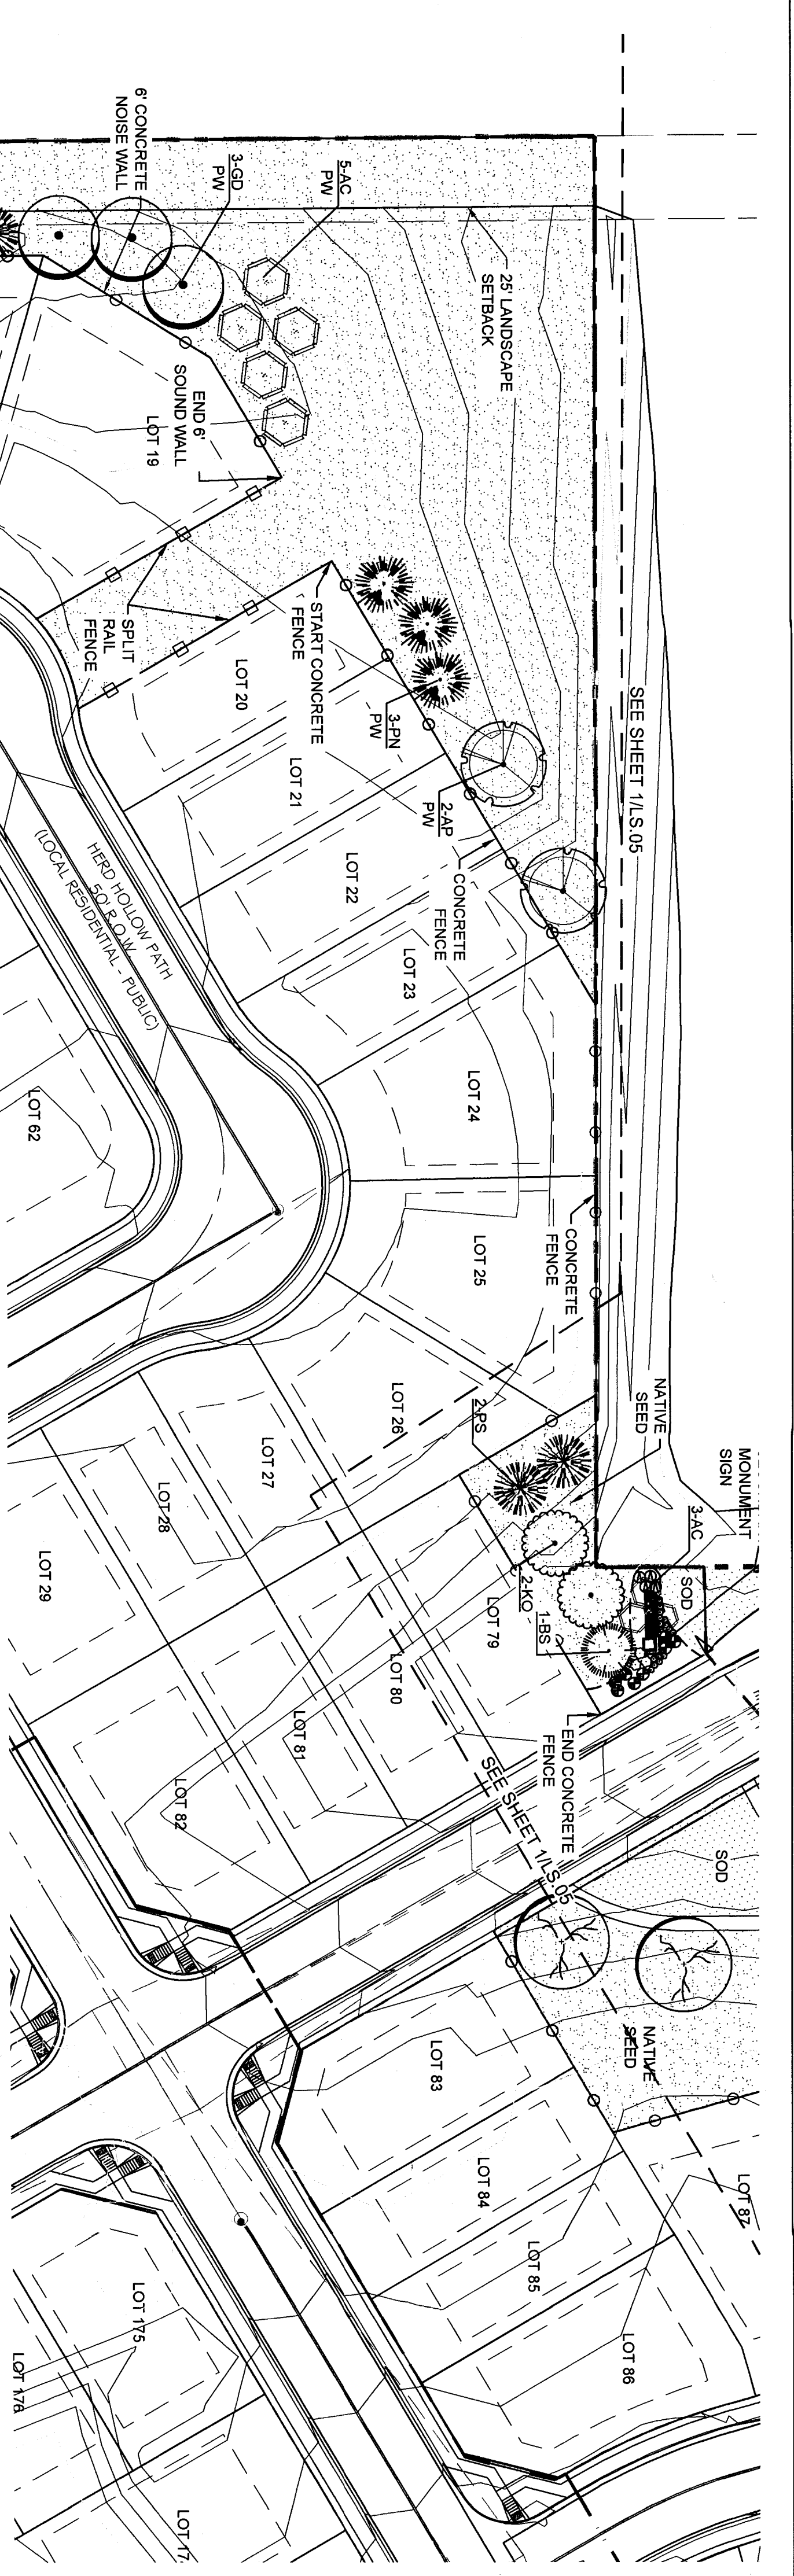 6' CONCRETE
NOISE WALL
3-GD
PW
5-AC
PW
25' LANDSCAPE
SETBACK
END 6'
SOUND WALL
LOT 19
SPLIT
RAIL
FENCE
START CONCRETE
FENCE
LOT 20
3-PN
PW
LOT 21
2-AP
PW
SEE SHEET 1/LS.05
LOT 22
CONCRETE
FENCE
LOT 23
HERD HOLLOW PATH
50' R.O.W.
(LOCAL RESIDENTIAL - PUBLIC)
LOT 24
LOT 62
CONCRETE
FENCE
LOT 25
NATIVE
SEED
LOT 26
2-PS
MONUMENT
SIGN
3-AC
LOT 27
LOT 28
LOT 29
SOD
2-KO
1-BS
LOT 79
LOT 80
LOT 81
LOT 82
END CONCRETE
FENCE
SEE SHEET 1/LS.05
SOD
NATIVE
SEED
LOT 83
LOT 84
LOT 85
LOT 86
LOT 87
LOT 175
LOT 176
LOT 17